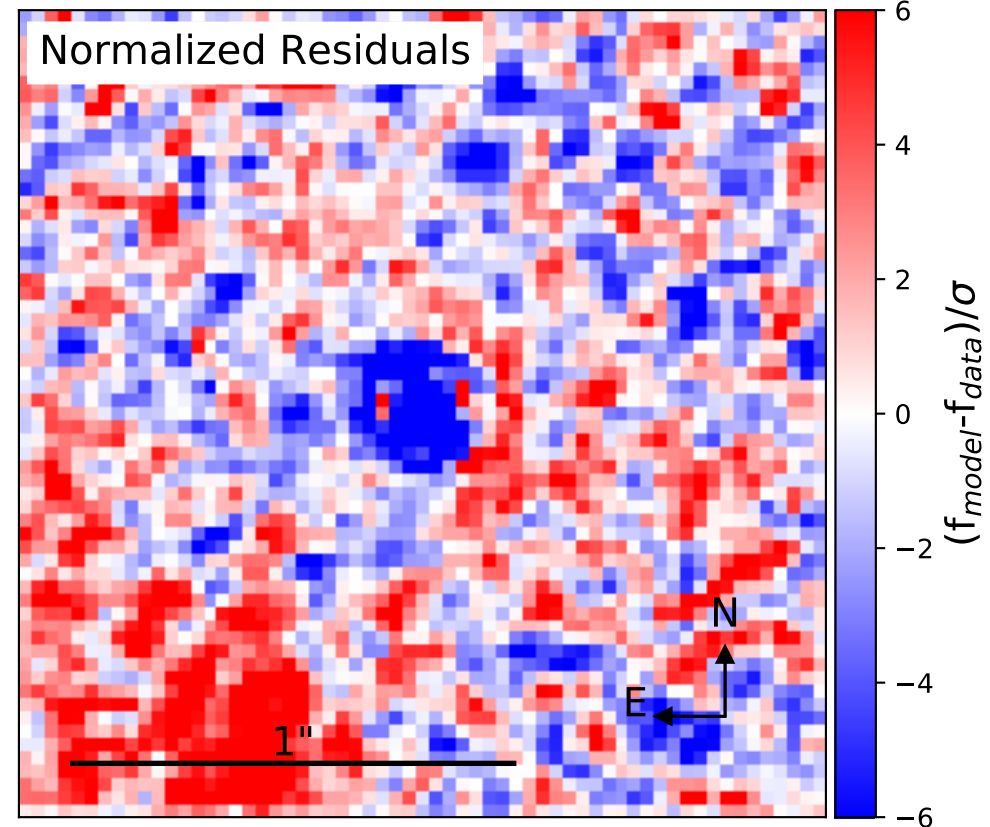 Normalized Residuals
N
E
1"
6
4
2
0
−2
−4
−6
(f_model-f_data)/σ